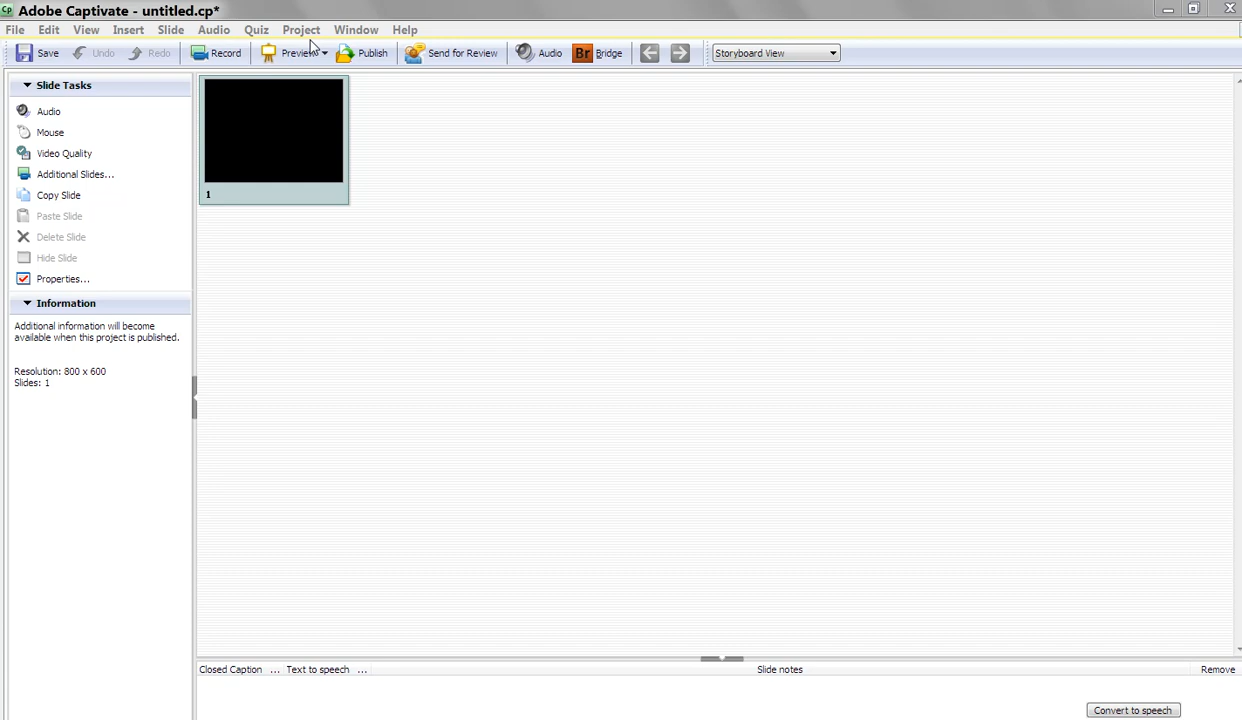 Cp Adobe Captivate - untitled.cp*
File Edit View Insert Slide Audio Quiz Project Window Help
Save Undo Redo Record Preview Publish Send for Review Audio Br Bridge Storyboard View
Slide Tasks
Audio
Mouse
Video Quality
Additional Slides...
Copy Slide
Paste Slide
Delete Slide
Hide Slide
Properties...
1
Information
Additional information will become
available when this project is published.
Resolution: 800 x 600
Slides: 1
Closed Caption ... Text to speech ... Slide notes Remove
Convert to speech